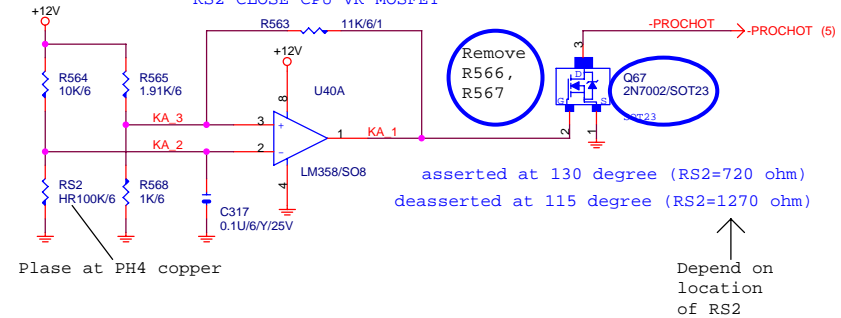 RS2 CLOSE CPU VR MOSFET
+12V
R563
11K/6/1
-PROCHOT
-PROCHOT (5)
+12V
Remove
R566,
R567
3
R564
10K/6
R565
1.91K/6
U40A
D
G
S
Q67
2N7002/SOT23
SOT23
8
KA_3
3
+
1
KA_1
2
1
KA_2
2
-
LM358/SO8
4
asserted at 130 degree (RS2=720 ohm)
deasserted at 115 degree (RS2=1270 ohm)
RS2
HR100K/6
R568
1K/6
C317
0.1U/6/Y/25V
Plase at PH4 copper
Depend on
location
of RS2